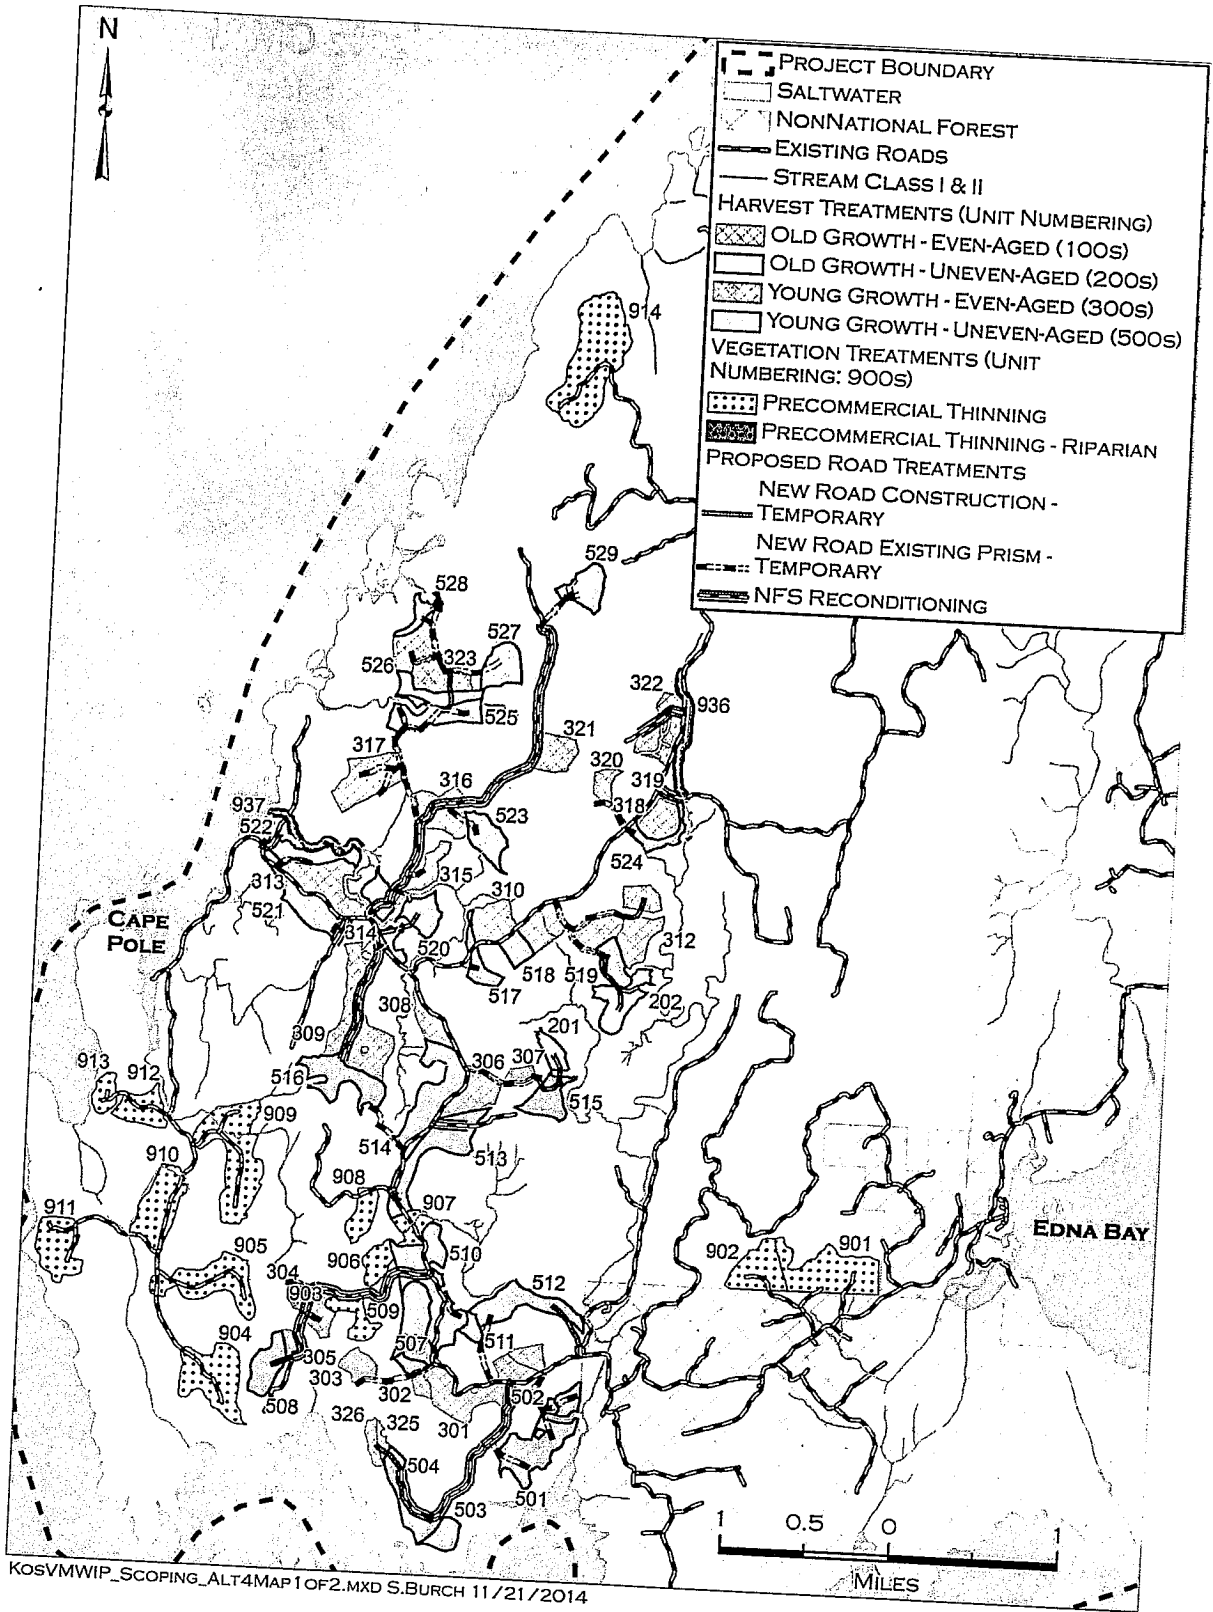 N
PROJECT BOUNDARY
SALTWATER
NONNATIONAL FOREST
EXISTING ROADS
STREAM CLASS I & II
HARVEST TREATMENTS (UNIT NUMBERING)
OLD GROWTH - EVEN-AGED (100S)
OLD GROWTH - UNEVEN-AGED (200S)
YOUNG GROWTH - EVEN-AGED (300S)
YOUNG GROWTH - UNEVEN-AGED (500S)
VEGETATION TREATMENTS (UNIT
NUMBERING: 900S)
PRECOMMERCIAL THINNING
PRECOMMERCIAL THINNING - RIPARIAN
PROPOSED ROAD TREATMENTS
NEW ROAD CONSTRUCTION -
TEMPORARY
NEW ROAD EXISTING PRISM -
TEMPORARY
NFS RECONDITIONING
914
529
528
527
526
323
525
322
936
321
317
320
316
319
937
523
318
522
524
313
315
310
521
CAPE
POLE
314
520
312
518
519
517
202
308
201
309
913
912
306
307
516
515
909
514
513
910
908
907
911
EDNA BAY
905
906
510
902
901
304
903
512
509
904
507
511
305
303
302
508
502
326
325
301
504
501
503
1
0.5
0
1
MILES
KOSVMWIP_SCOPING_ALT4MAP1OF2.MXD S.BURCH 11/21/2014